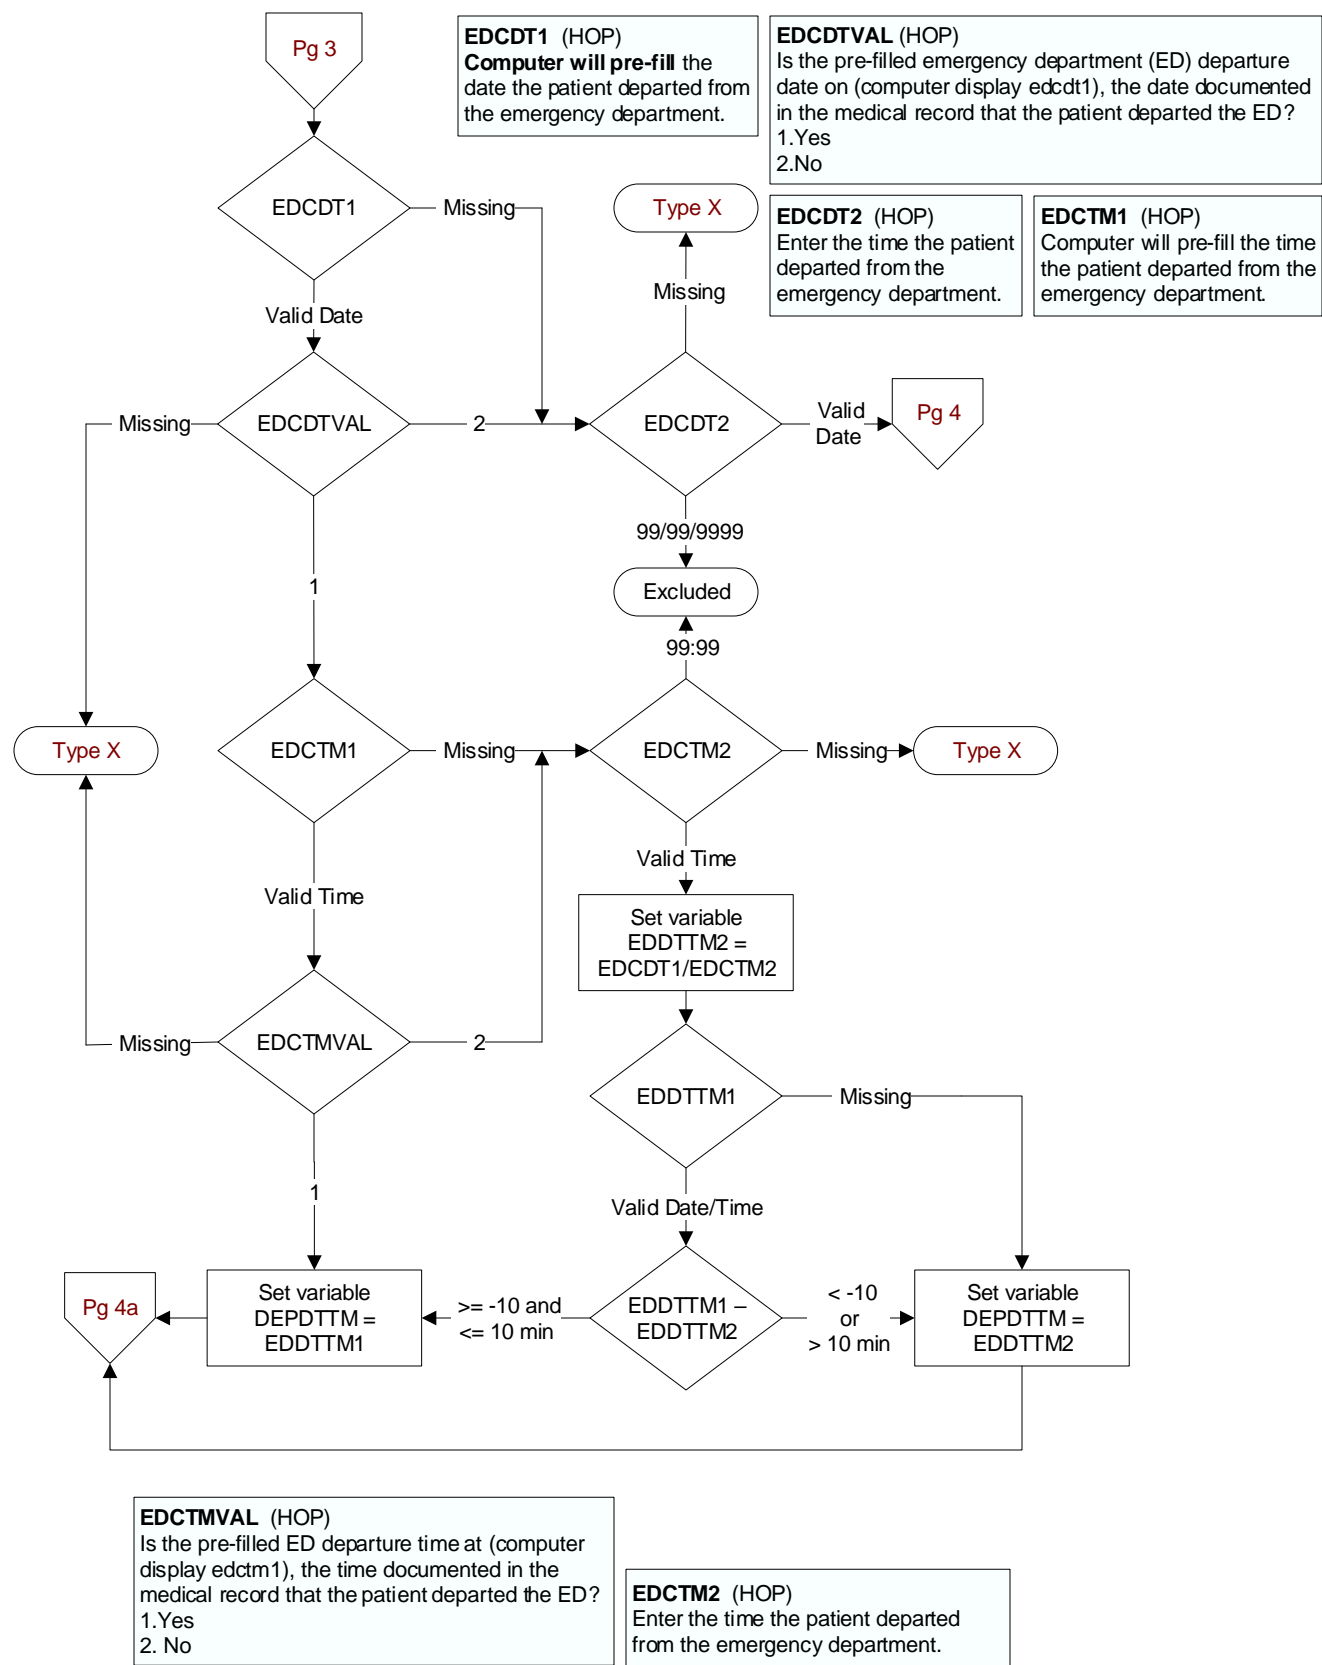 Pg 3
EDCDT1 (HOP)
Computer will pre-fill the
date the patient departed from
the emergency department.
EDCDTVAL (HOP)
Is the pre-filled emergency department (ED) departure
date on (computer display edcdt1), the date documented
in the medical record that the patient departed the ED?
1.Yes
2.No
EDCDT1
Missing
Type X
EDCDT2 (HOP)
Enter the time the patient
departed from the
emergency department.
EDCTM1 (HOP)
Computer will pre-fill the time
the patient departed from the
emergency department.
Missing
Valid Date
Missing
EDCDTVAL
2
EDCDT2
Valid
Date
Pg 4
99/99/9999
1
Excluded
99:99
Type X
EDCTM1
Missing
EDCTM2
Missing
Type X
Valid Time
Valid Time
Set variable
EDDTTM2 =
EDCDT1/EDCTM2
Missing
EDCTMVAL
2
EDDTTM1
Missing
1
Valid Date/Time
Pg 4a
Set variable
DEPDTTM =
EDDTTM1
>= -10 and
<= 10 min
EDDTTM1 –
EDDTTM2
< -10
or
> 10 min
Set variable
DEPDTTM =
EDDTTM2
EDCTMVAL (HOP)
Is the pre-filled ED departure time at (computer
display edctm1), the time documented in the
medical record that the patient departed the ED?
1.Yes
2. No
EDCTM2 (HOP)
Enter the time the patient departed
from the emergency department.